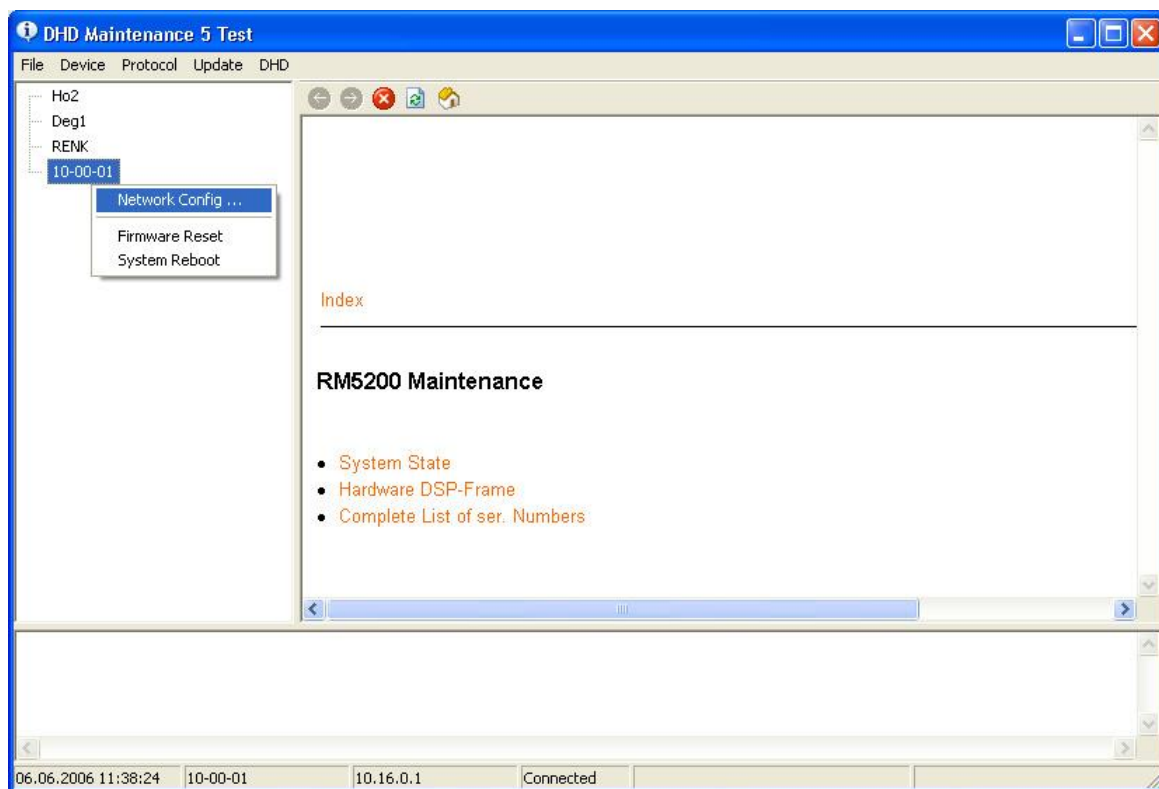 DHD Maintenance 5 Test
File Device Protocol Update DHD
Ho2
Deg1
RENK
10-00-01
Network Config ...
Firmware Reset
System Reboot
Index
RM5200 Maintenance
System State
Hardware DSP-Frame
Complete List of ser. Numbers
06.06.2006 11:38:24 10-00-01 10.16.0.1 Connected